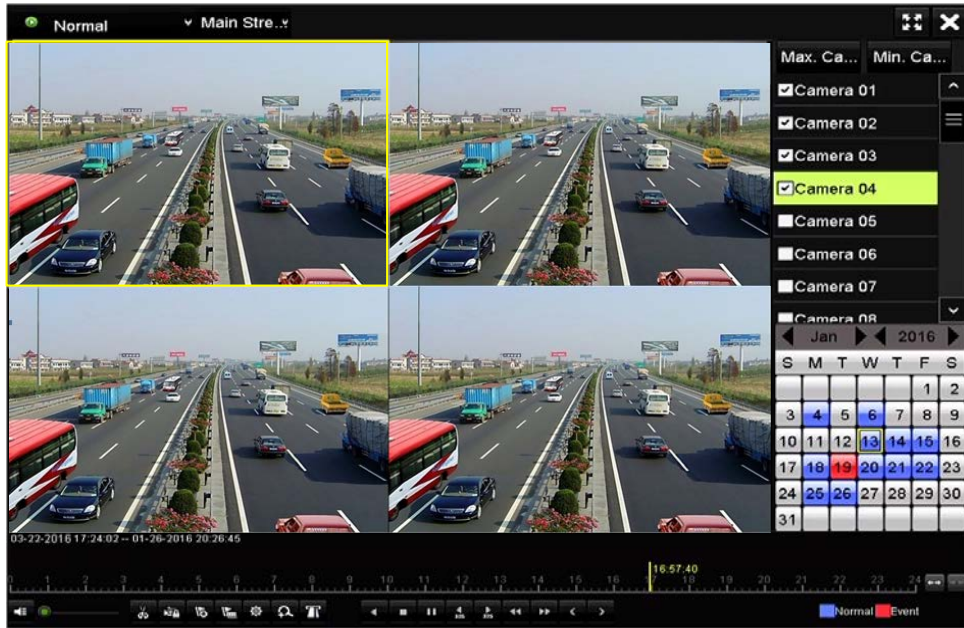 Normal Main Stre..
Max. Ca... Min. Ca...
Camera 01
Camera 02
Camera 03
Camera 04
Camera 05
Camera 06
Camera 07
Camera 08
Jan 2016
S M T W T F S
1 2
3 4 5 6 7 8 9
10 11 12 13 14 15 16
17 18 19 20 21 22 23
24 25 26 27 28 29 30
31
03-22-2016 17:24:02 -- 01-26-2016 20:26:45
16:57:40
0 1 2 3 4 5 6 7 8 9 10 11 12 13 14 15 16 17 18 19 20 21 22 23 24
Normal Event